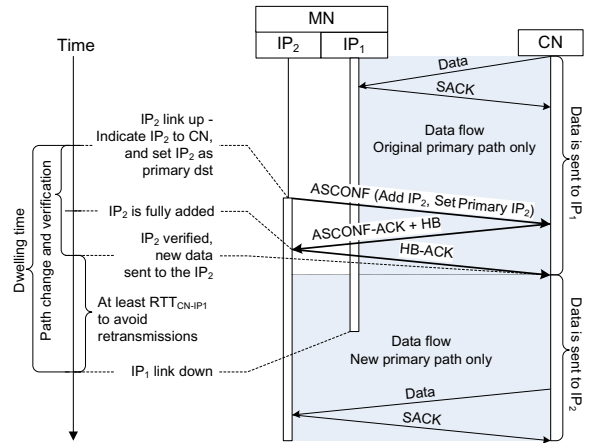 MN
Time
IP2
IP1
CN
Data
SACK
IP2 link up -
Indicate IP2 to CN,
and set IP2 as
primary dst
Data flow
Original primary path only
Data is sent to IP1
ASCONF (Add IP2, Set Primary IP2)
IP2 is fully added
ASCONF-ACK + HB
HB-ACK
IP2 verified,
new data
sent to the IP2
Dwelling time
Path change and verification
At least RTTCN-IP1
to avoid
retransmissions
Data flow
New primary path only
Data is sent to IP2
IP1 link down
Data
SACK